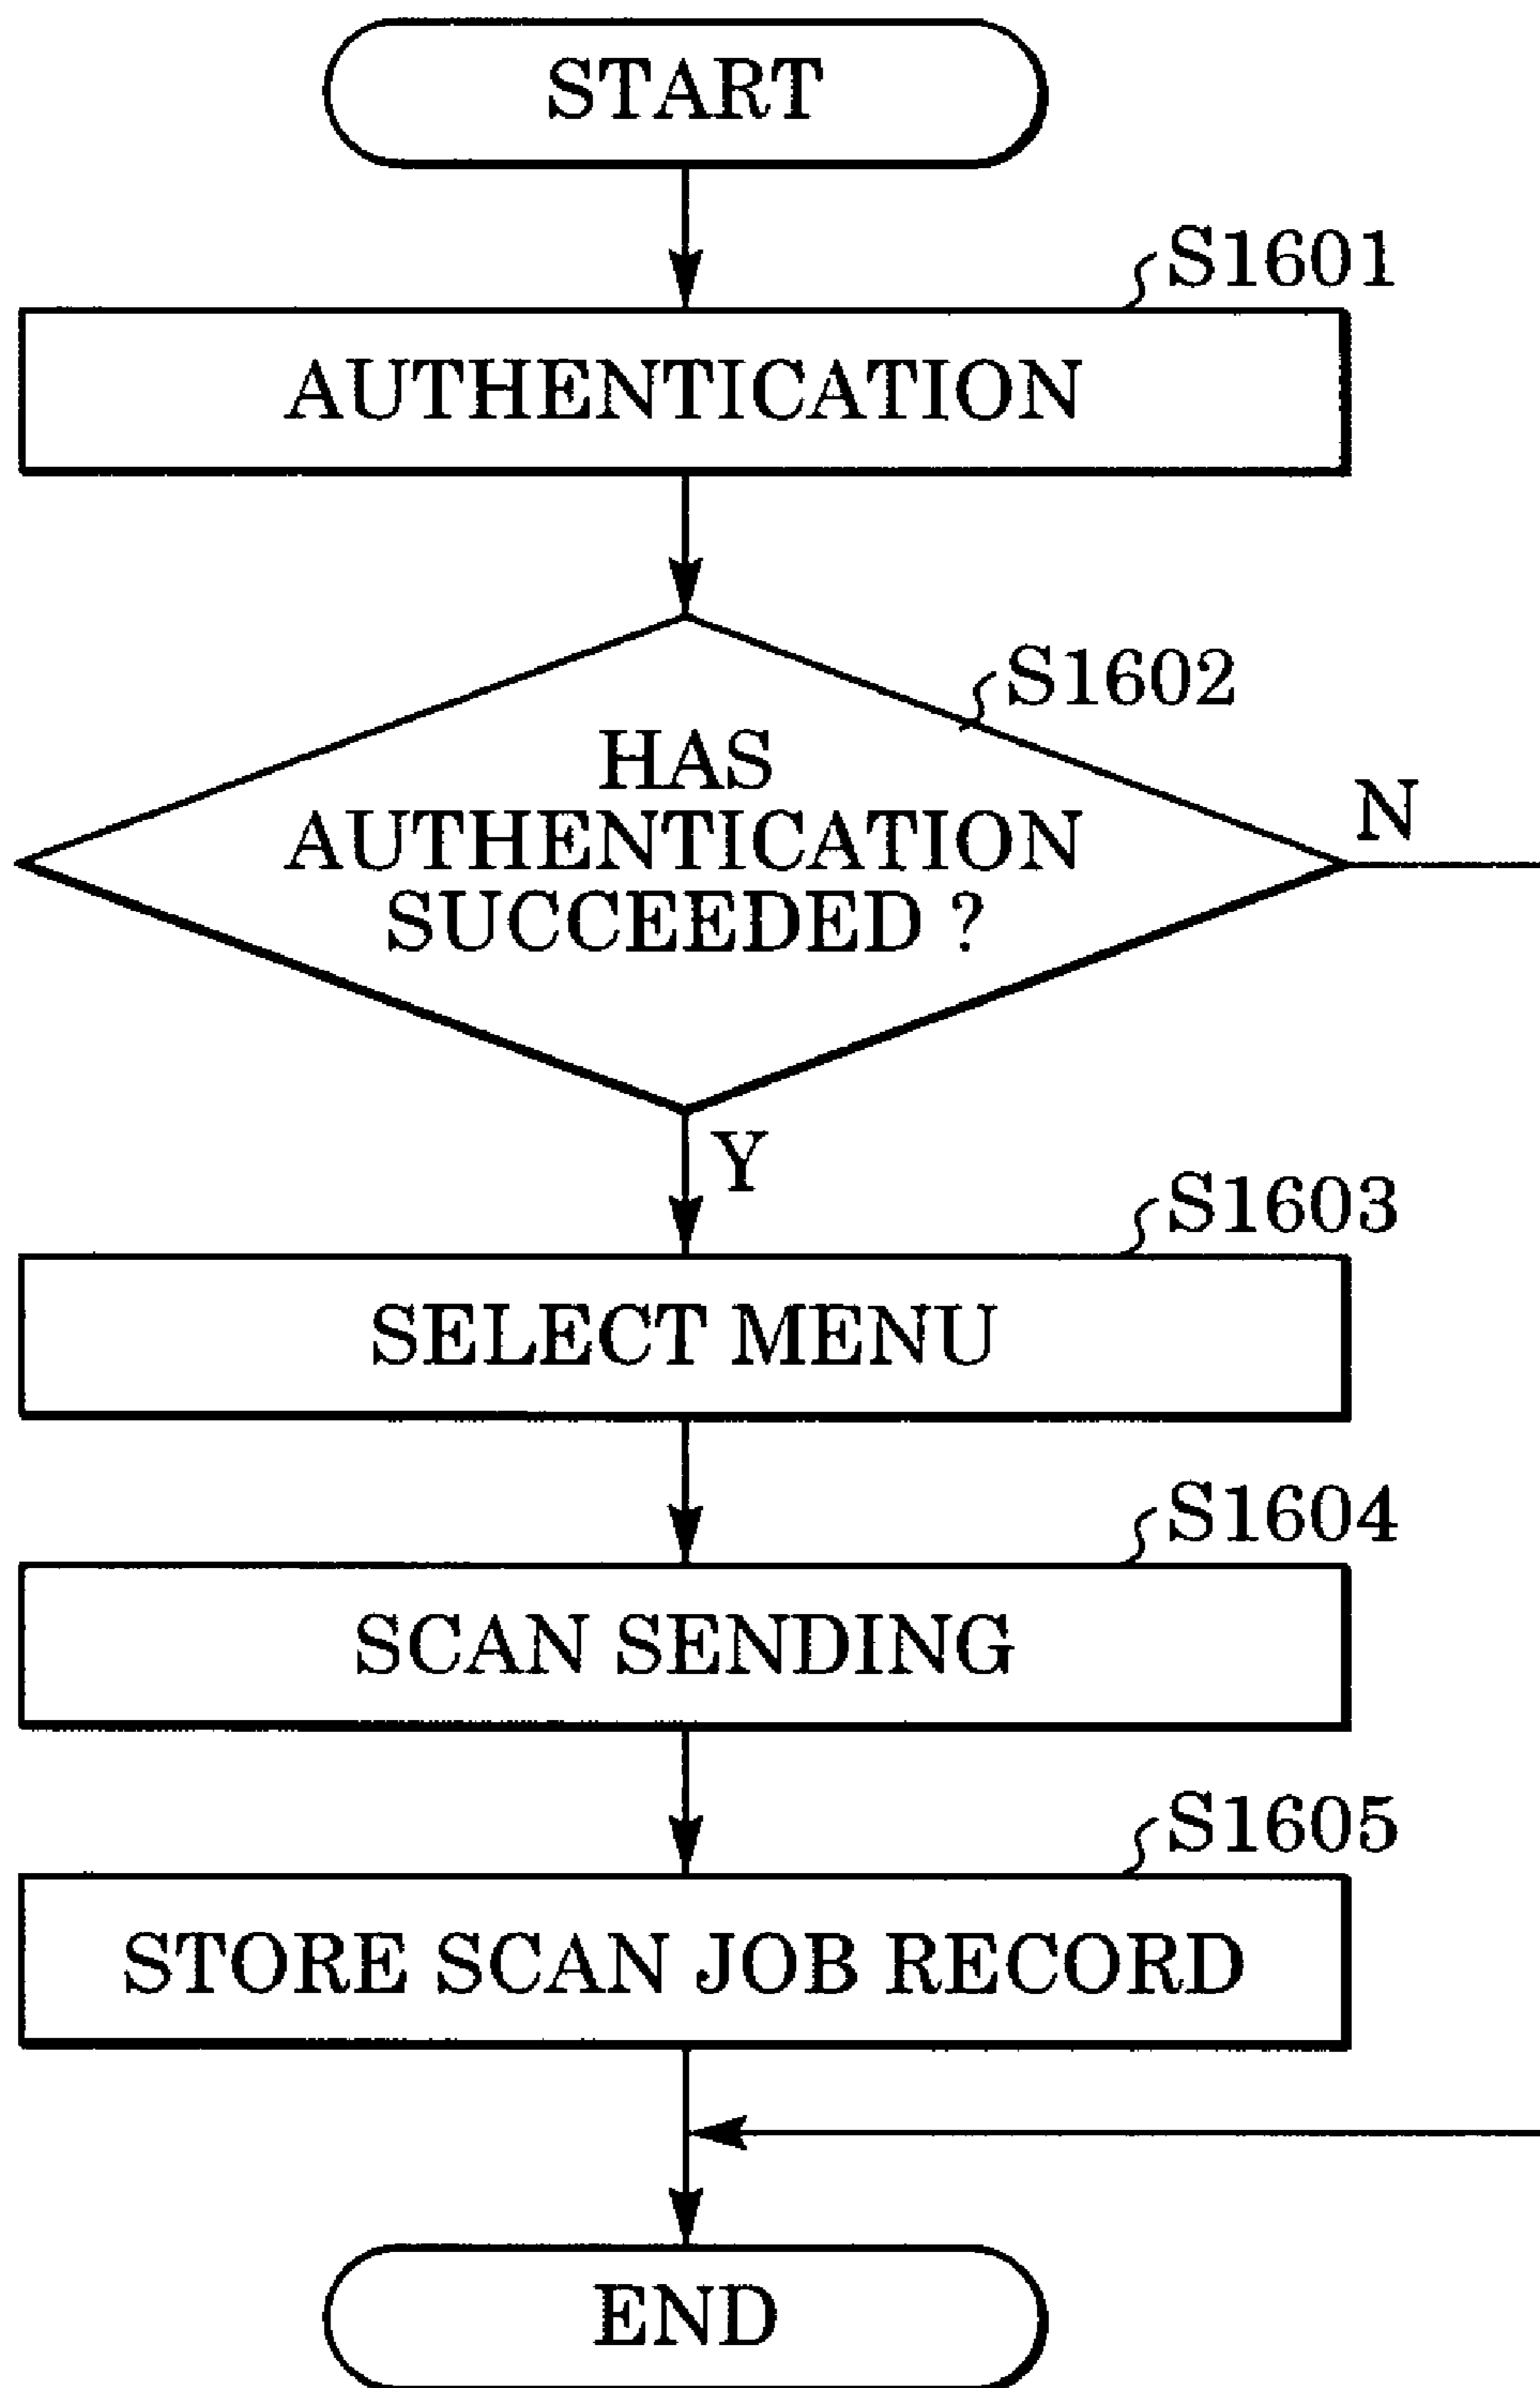 START
S1601
AUTHENTICATION
S1602
HAS
AUTHENTICATION
SUCCEEDED ?
N
Y
S1603
SELECT MENU
S1604
SCAN SENDING
S1605
STORE SCAN JOB RECORD
END